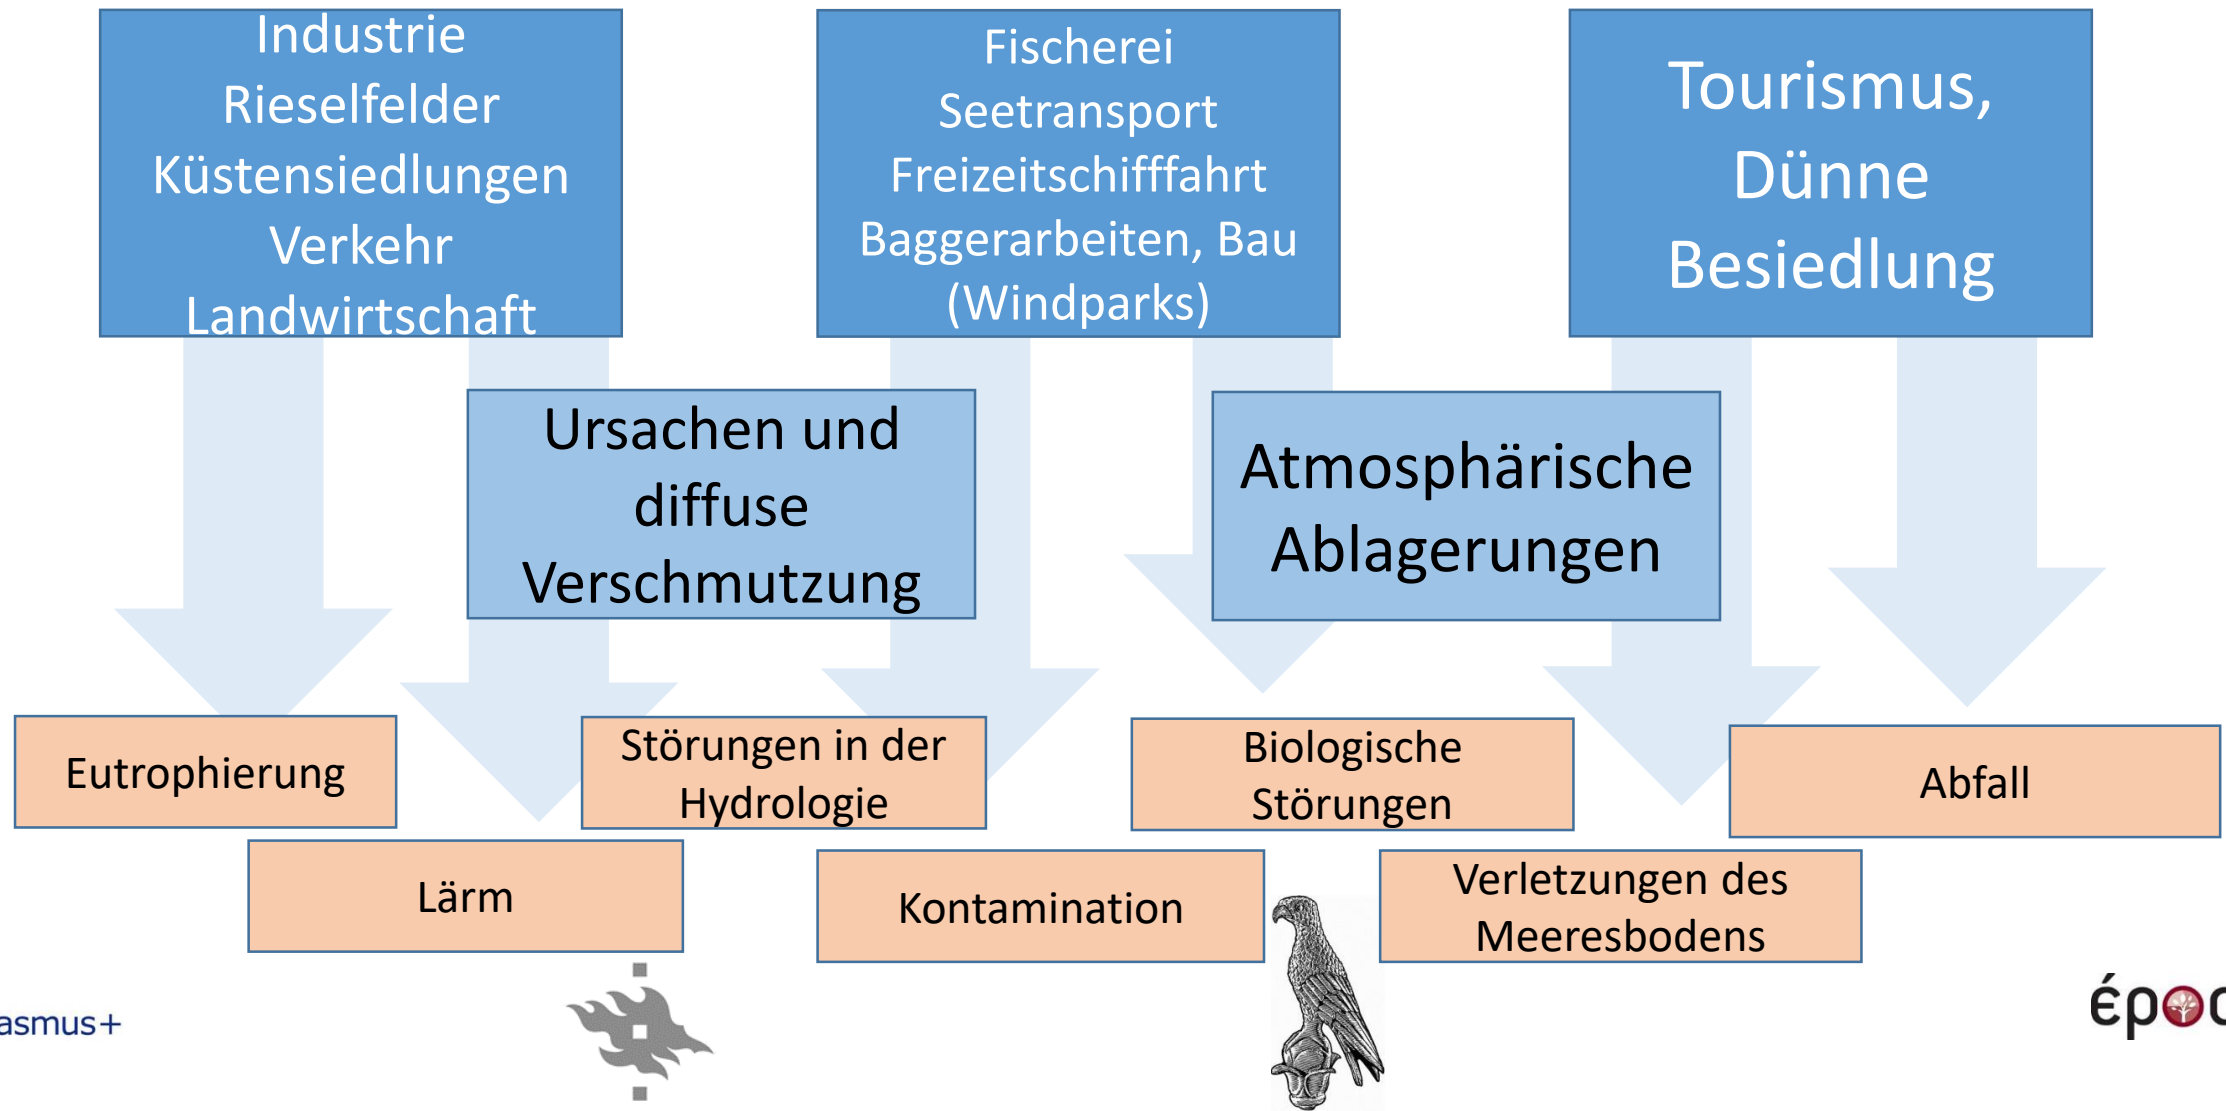 Industrie
Rieselfelder
Küstensiedlungen
Verkehr
Landwirtschaft
Fischerei
Seetransport
Freizeitschifffahrt
Baggerarbeiten, Bau
(Windparks)
Tourismus,
Dünne
Besiedlung
Ursachen und
diffuse
Verschmutzung
Atmosphärische
Ablagerungen
Eutrophierung
Störungen in der
Hydrologie
Biologische
Störungen
Abfall
Lärm
Kontamination
Verletzungen des
Meeresbodens
asmus+